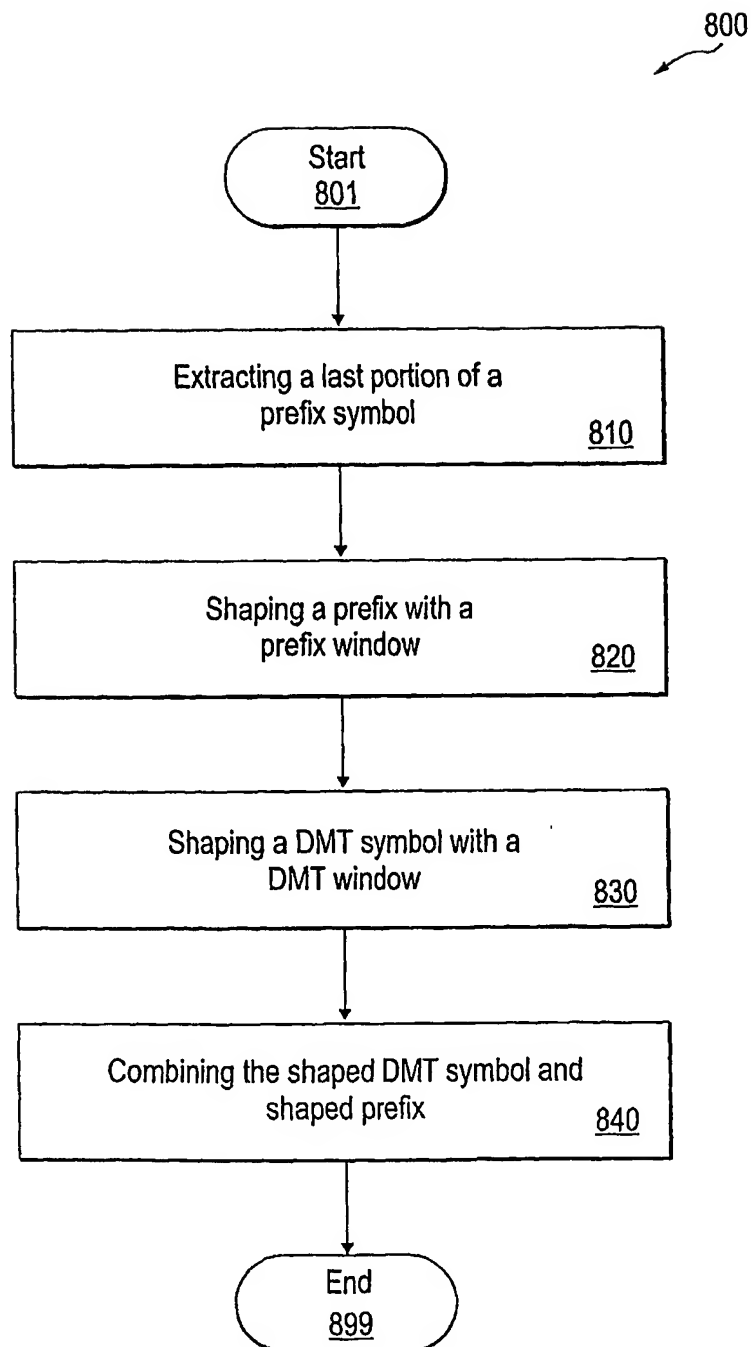 800
Start
801
Extracting a last portion of a
prefix symbol
810
Shaping a prefix with a
prefix window
820
Shaping a DMT symbol with a
DMT window
830
Combining the shaped DMT symbol and
shaped prefix
840
End
899